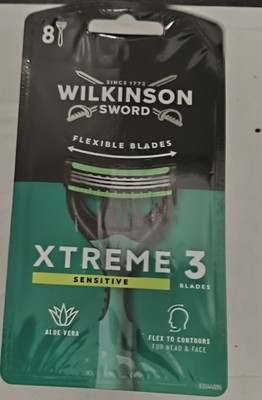 8
SINCE 1772
WILKINSON
SWORD
FLEXIBLE BLADES
XTREME 3
BLADES
SENSITIVE
ALOE VERA
FLEX TO CONTOURS
FOR HEAD & FACE